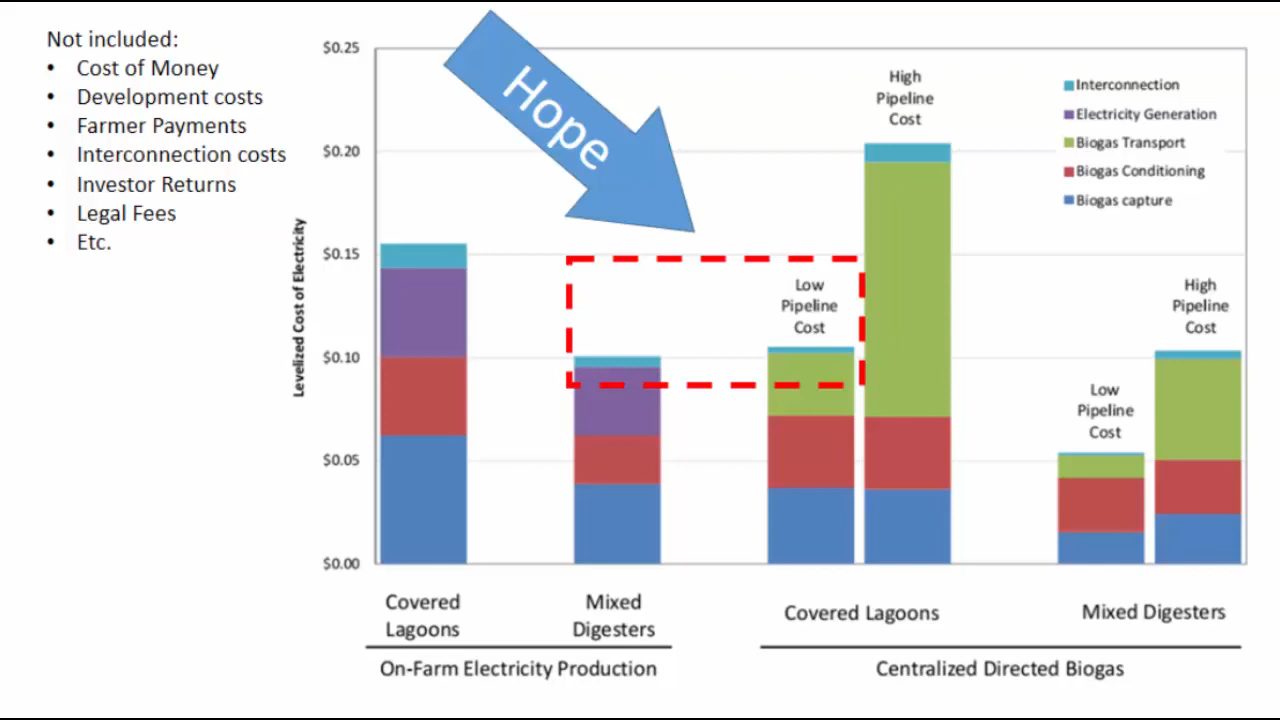 Not included:
• Cost of Money
• Development costs
• Farmer Payments
• Interconnection costs
• Investor Returns
• Legal Fees
• Etc.
Hope
Levelized Cost of Electricity
$0.25
$0.20
$0.15
$0.10
$0.05
$0.00
High
Pipeline
Cost
Low
Pipeline
Cost
Low
Pipeline
Cost
High
Pipeline
Cost
Interconnection
Electricity Generation
Biogas Transport
Biogas Conditioning
Biogas capture
Covered
Lagoons
Mixed
Digesters
Covered Lagoons
Mixed Digesters
On-Farm Electricity Production
Centralized Directed Biogas